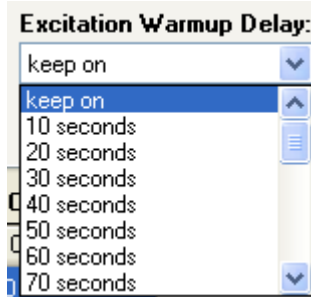 Excitation Warmup Delay:
keep on
keep on
10 seconds
20 seconds
30 seconds
40 seconds
50 seconds
60 seconds
70 seconds